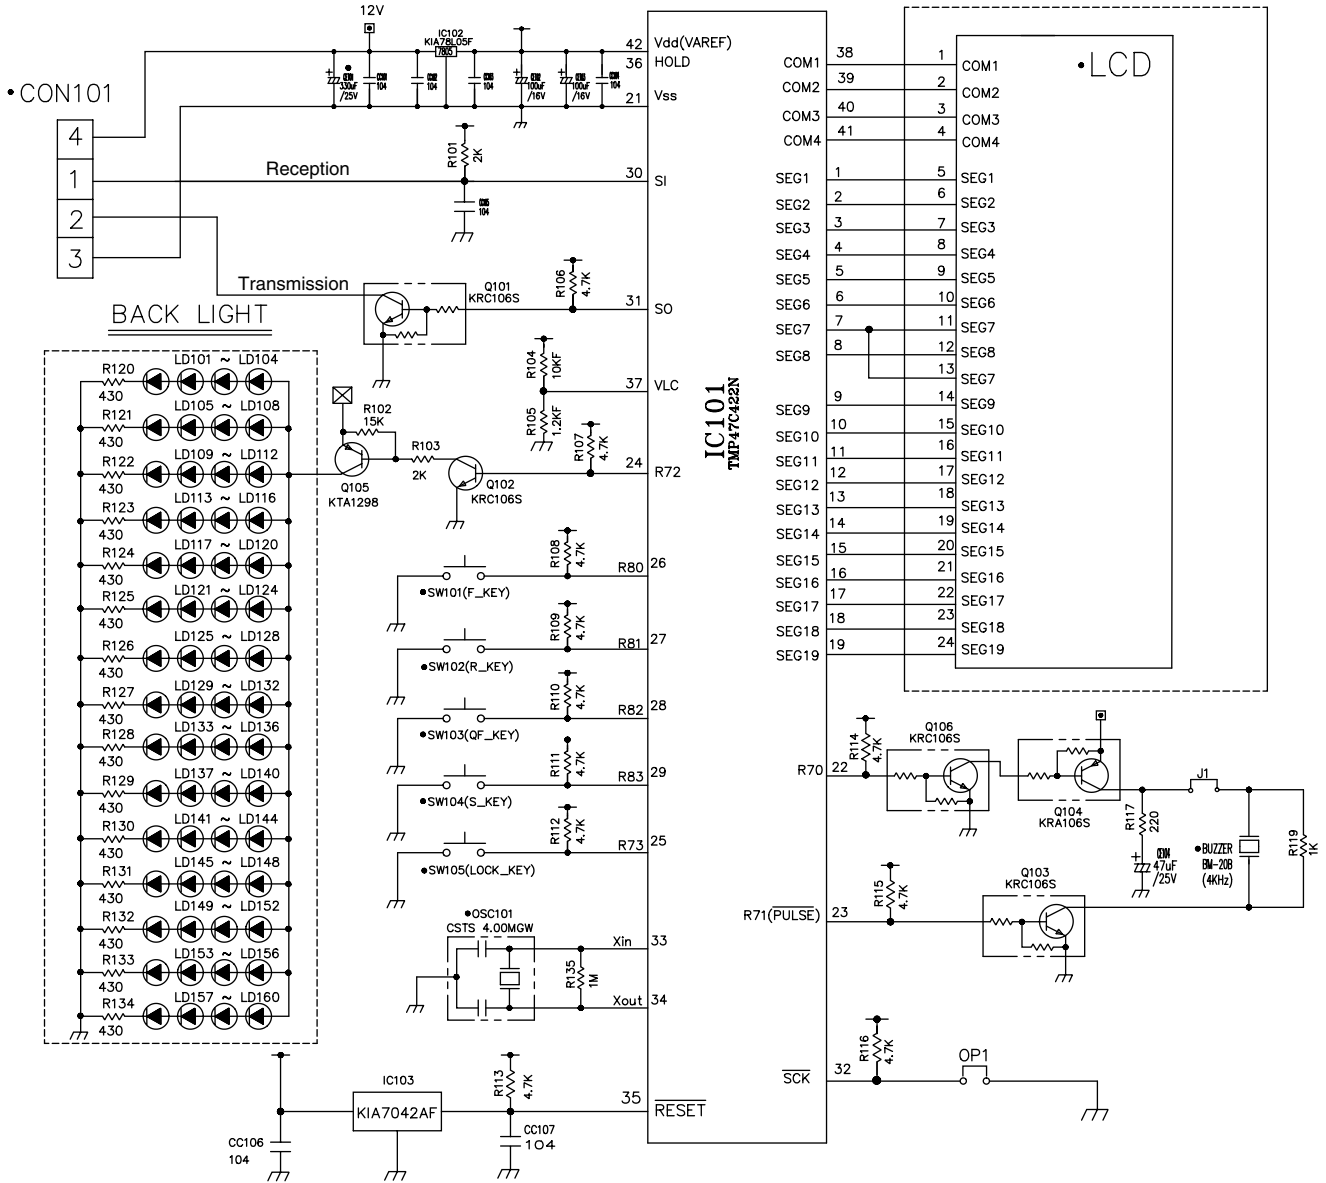 12V
IC102
KIA78L05F
7805
CE101
330uF
/25V
104
104
104
100uF
/16V
100uF
/16V
104
42 Vdd(VAREF)
36 HOLD
21 Vss
•CON101
4
1
2
3
Reception
R101
2K
104
30 SI
Transmission
Q101
KRC106S
R106
4.7K
31 SO
R104
10KF
37 VLC
R105
1.2KF
R107
4.7K
24 R72
R102
15K
R103
2K
Q105
KTA1298
Q102
KRC106S
BACK LIGHT
R120 LD101 ~ LD104
430
R121 LD105 ~ LD108
430
R122 LD109 ~ LD112
430
R123 LD113 ~ LD116
430
R124 LD117 ~ LD120
430
R125 LD121 ~ LD124
430
R126 LD125 ~ LD128
430
R127 LD129 ~ LD132
430
R128 LD133 ~ LD136
430
R129 LD137 ~ LD140
430
R130 LD141 ~ LD144
430
R131 LD145 ~ LD148
430
R132 LD149 ~ LD152
430
R133 LD153 ~ LD156
430
R134 LD157 ~ LD160
430
R108
4.7K
R80 26
•SW101(F_KEY)
R109
4.7K
R81 27
•SW102(R_KEY)
R110
4.7K
R82 28
•SW103(QF_KEY)
R111
4.7K
R83 29
•SW104(S_KEY)
R112
4.7K
R73 25
•SW105(LOCK_KEY)
•OSC101
CSTS 4.00MGW
R135
1M
Xin 33
Xout 34
IC103
KIA7042AF
CC106
104
R113
4.7K
CC107
104
35 RESET
IC101
TMP47C422N
•LCD
COM1 38 1 COM1
COM2 39 2 COM2
COM3 40 3 COM3
COM4 41 4 COM4
SEG1 1 5 SEG1
SEG2 2 6 SEG2
SEG3 3 7 SEG3
SEG4 4 8 SEG4
SEG5 5 9 SEG5
SEG6 6 10 SEG6
SEG7 7 11 SEG7
SEG8 8 12 SEG8
13 SEG7
SEG9 9 14 SEG9
SEG10 10 15 SEG10
SEG11 11 16 SEG11
SEG12 12 17 SEG12
SEG13 13 18 SEG13
SEG14 14 19 SEG14
SEG15 15 20 SEG15
SEG16 16 21 SEG16
SEG17 17 22 SEG17
SEG18 18 23 SEG18
SEG19 19 24 SEG19
R70 22
R114
4.7K
Q106
KRC106S
Q104
KRA106S
J1
R117
220
CE104
47uF
/25V
•BUZZER
BM-20B
(4KHz)
R119
1K
R71(PULSE) 23
R115
4.7K
Q103
KRC106S
SCK 32
R116
4.7K
OP1